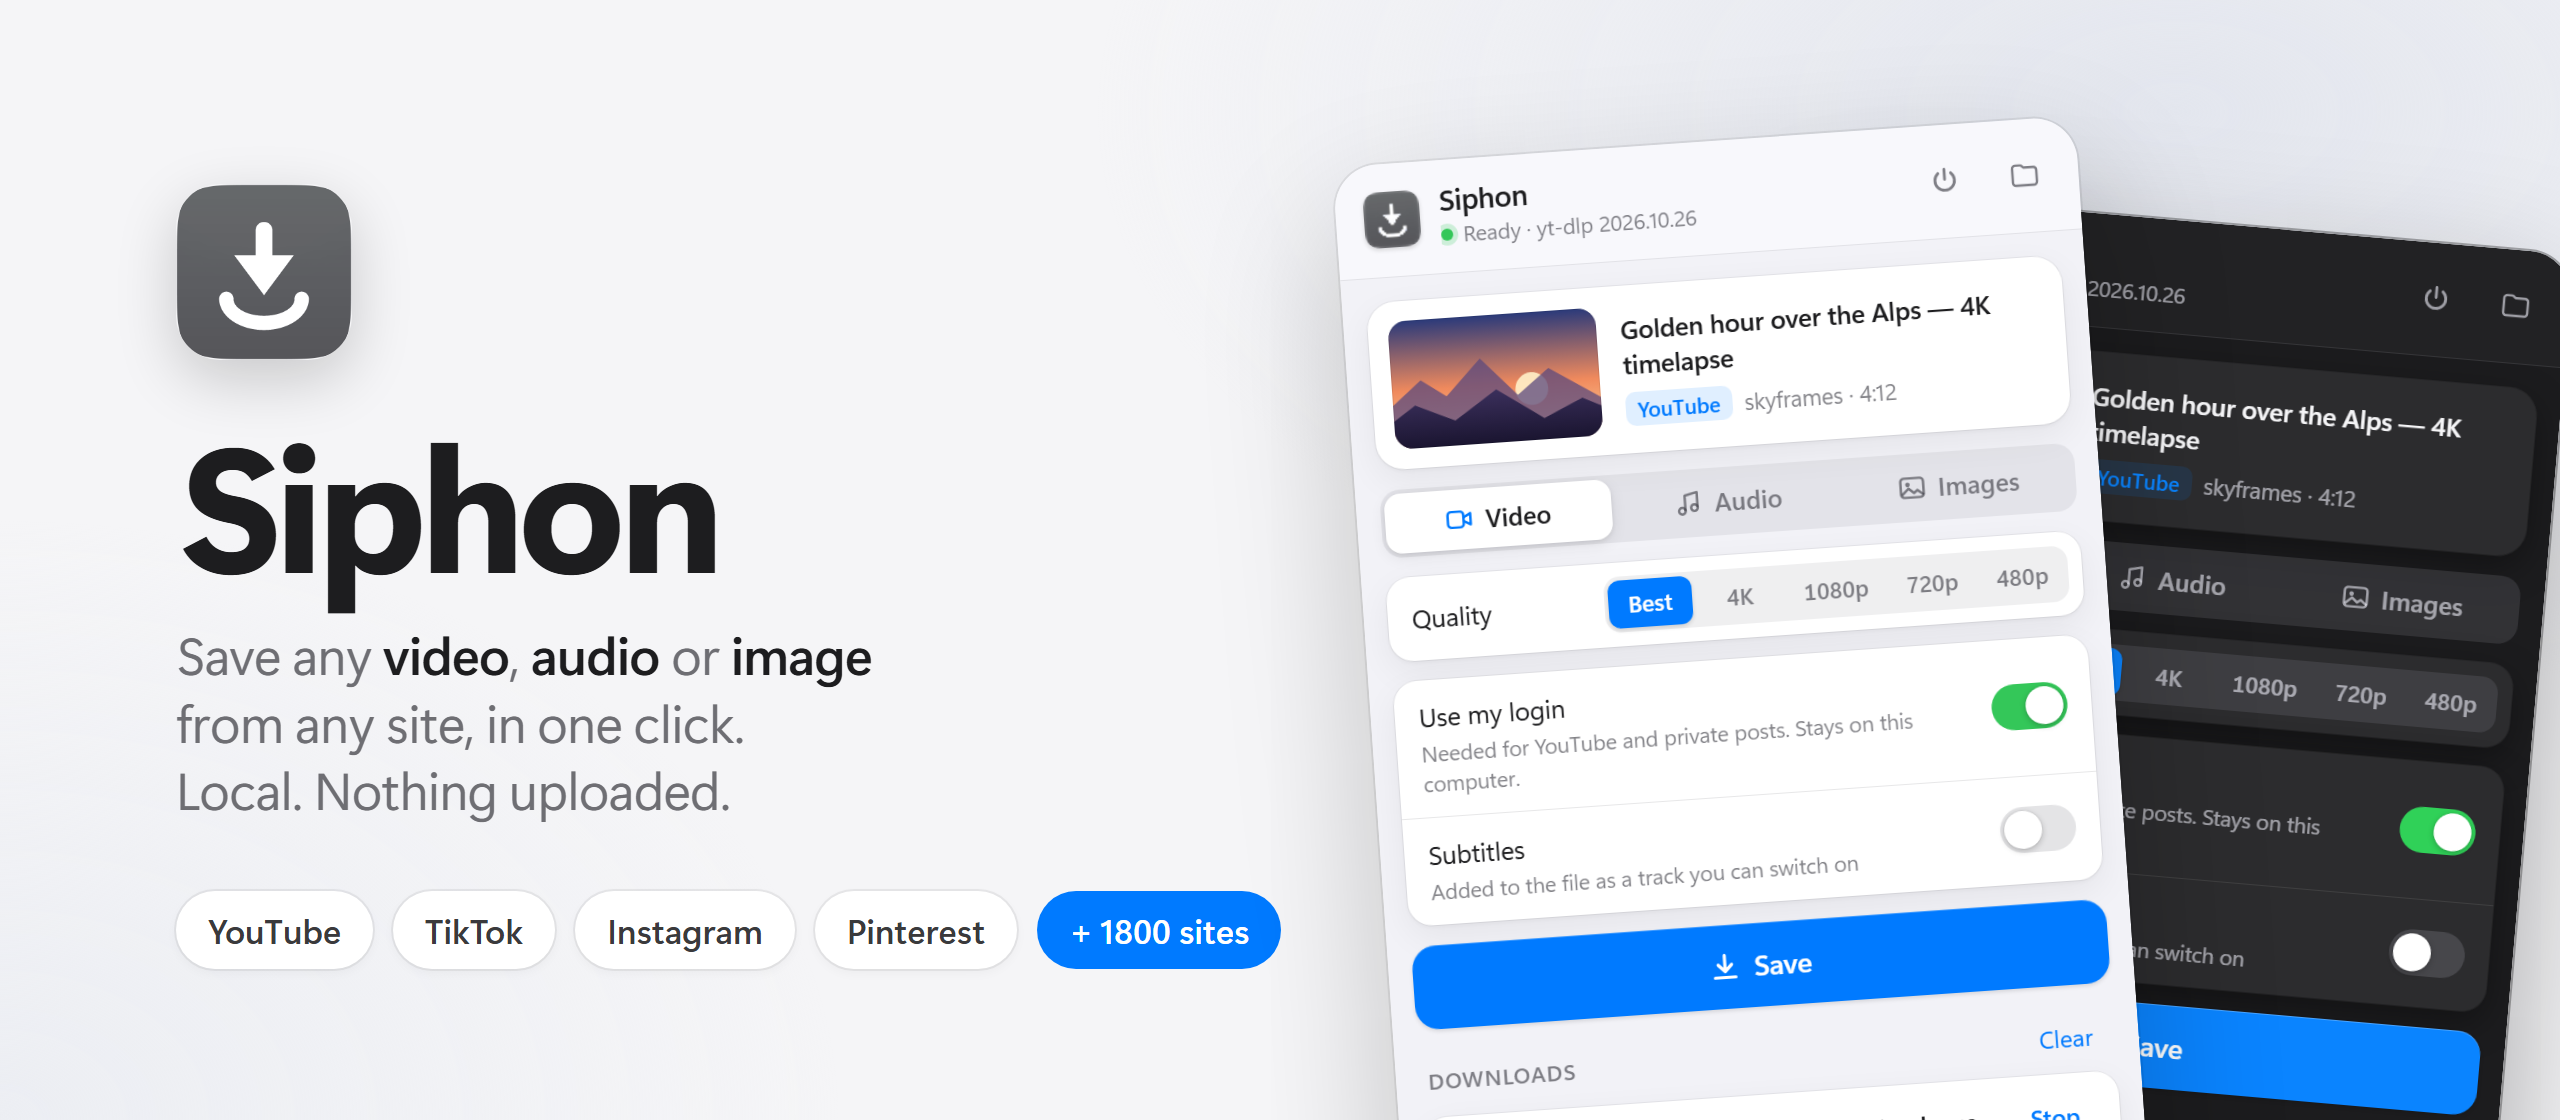 Siphon
Save any video, audio or image
from any site, in one click.
Local. Nothing uploaded.
YouTube
TikTok
Instagram
Pinterest
+ 1800 sites
Siphon
Ready · yt-dlp 2026.10.26
Golden hour over the Alps — 4K
timelapse
YouTube
skyframes · 4:12
Video
Audio
Images
Quality
Best
4K
1080p
720p
480p
Use my login
Needed for YouTube and private posts. Stays on this
computer.
Subtitles
Added to the file as a track you can switch on
Save
DOWNLOADS
Clear
Stop
2026.10.26
Golden hour over the Alps — 4K
timelapse
YouTube
skyframes · 4:12
Audio
Images
4K
1080p
720p
480p
posts. Stays on this
switch on